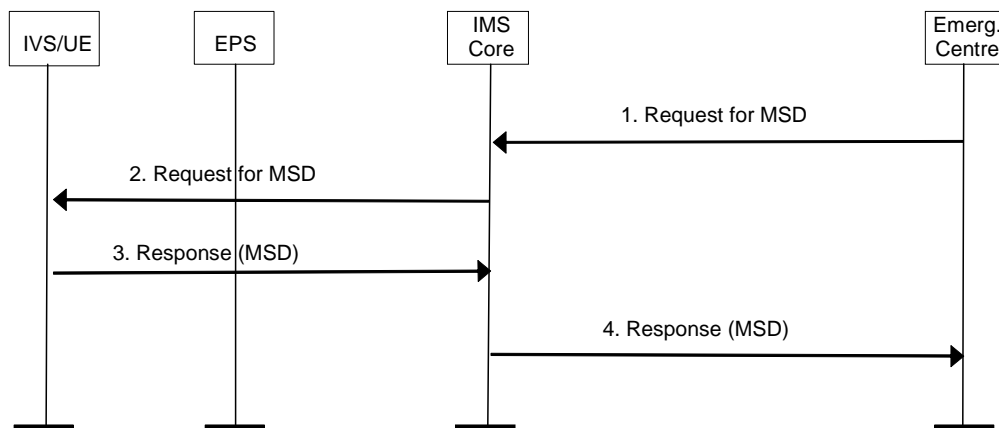 IVS/UE
EPS
IMS
Core
Emerg.
Centre
1. Request for MSD
2. Request for MSD
3. Response (MSD)
4. Response (MSD)